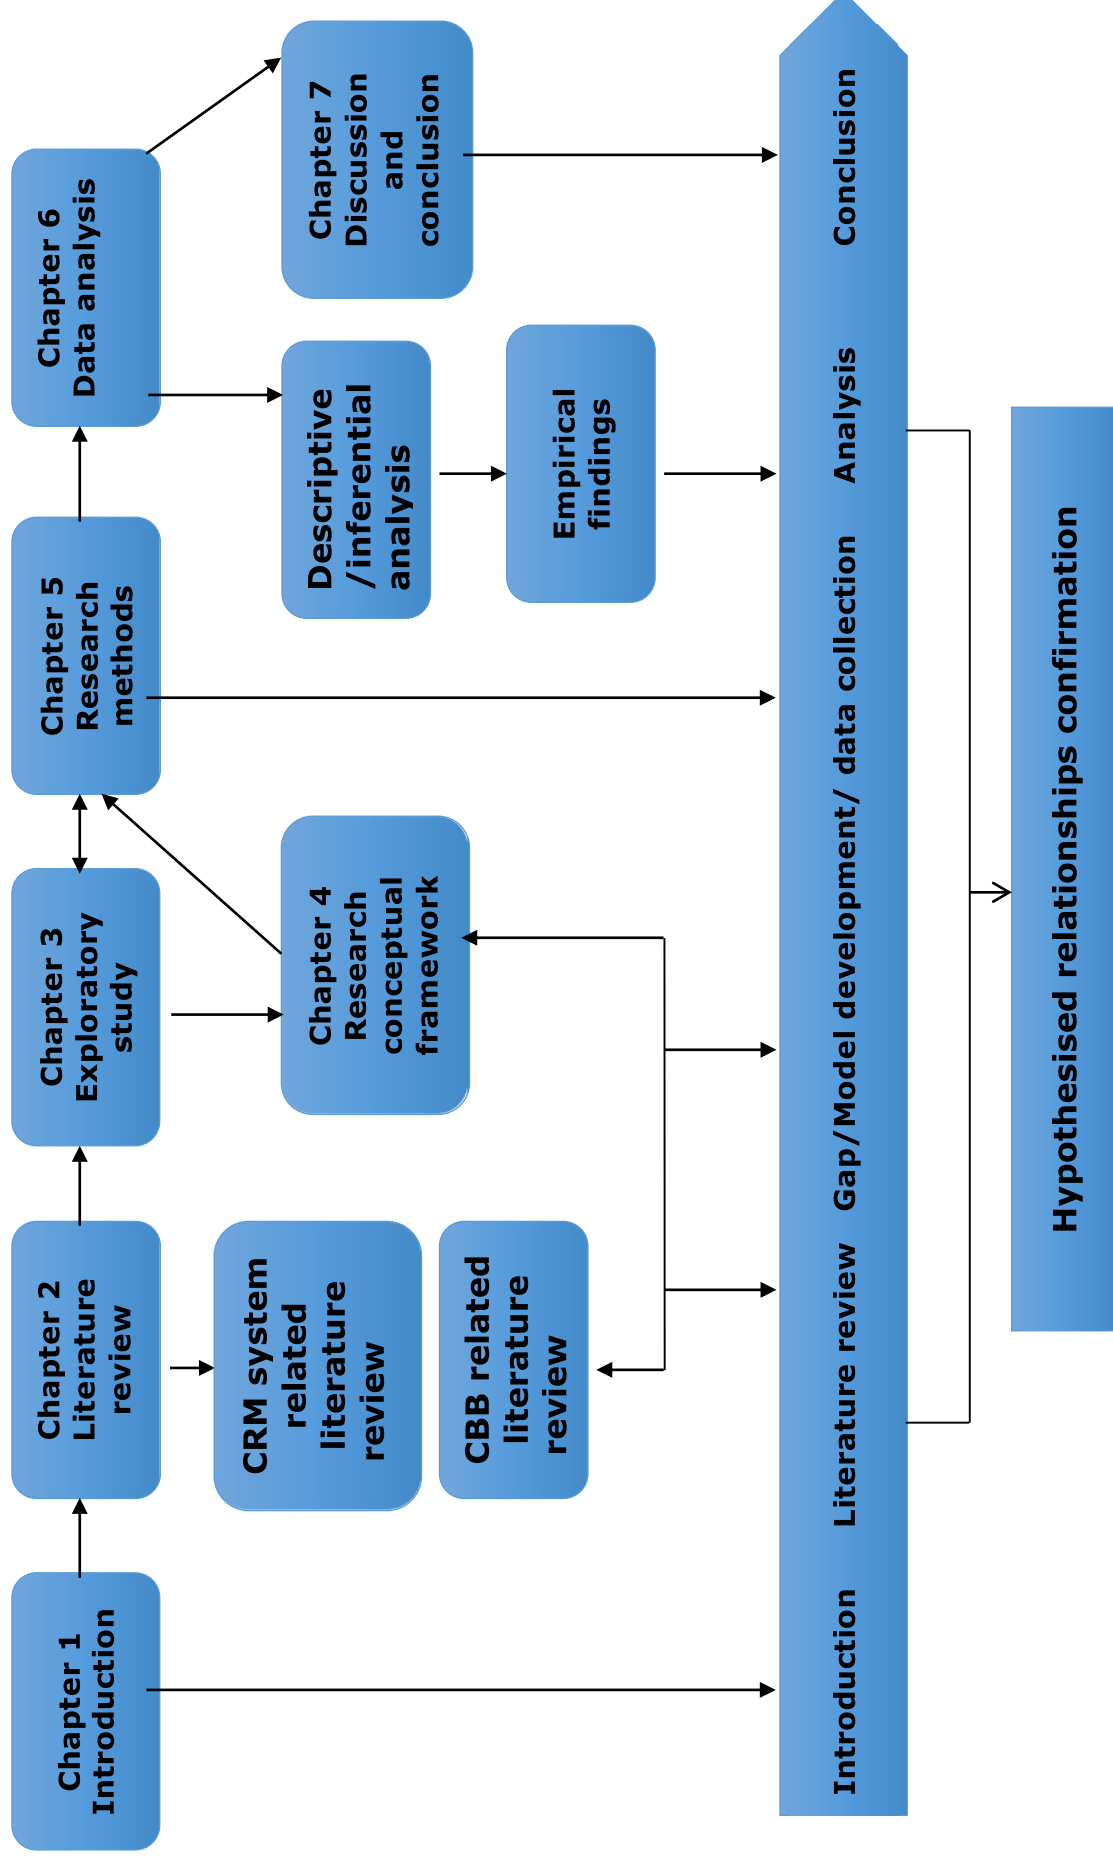 Chapter 1
Introduction
Chapter 2
Literature
review
Chapter 3
Exploratory
study
Chapter 5
Research
methods
Chapter 6
Data analysis
CRM system
related
literature
review
CBB related
literature
review
Chapter 4
Research
conceptual
framework
Descriptive
/inferential
analysis
Empirical
findings
Chapter 7
Discussion
and
conclusion
Introduction Literature review Gap/Model development/ data collection Analysis Conclusion
Hypothesised relationships confirmation